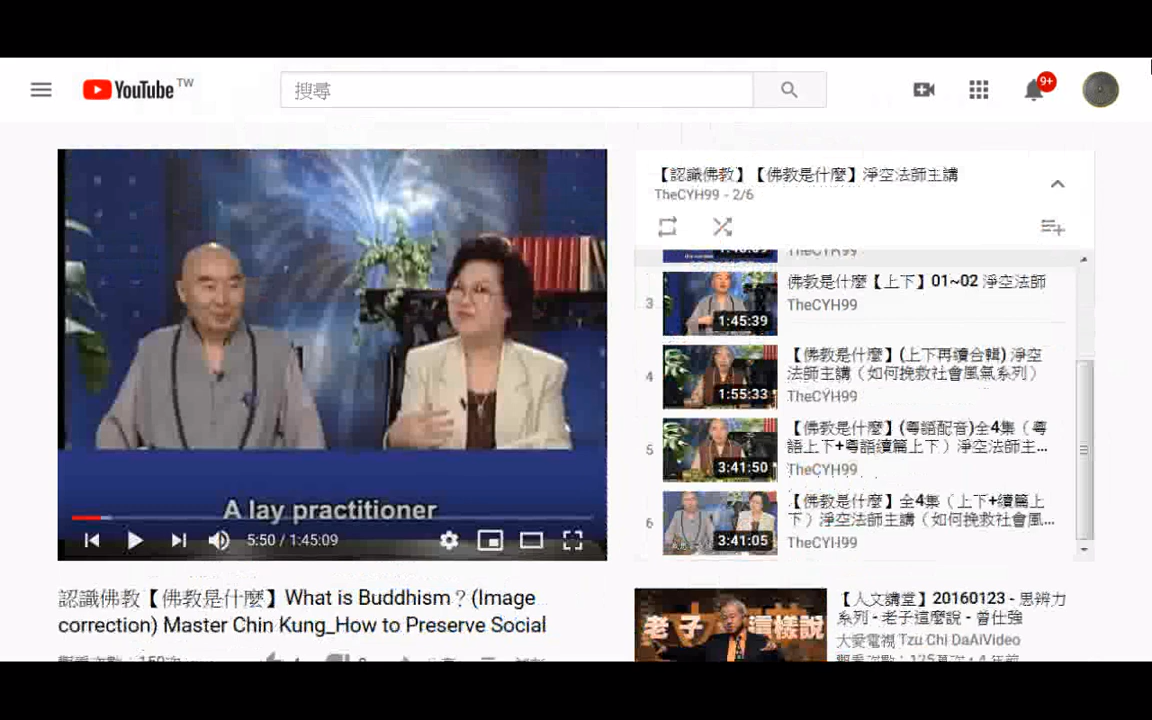 YouTube TW
搜尋
9+
A lay practitioner
5:50 / 1:45:09
認識佛教【佛教是什麼】What is Buddhism？(Image
correction) Master Chin Kung_How to Preserve Social
【認識佛教】【佛教是什麼】淨空法師主講
TheCYH99 - 2/6
TheCYH99
3
1:45:39
佛教是什麼【上下】01~02 淨空法師
TheCYH99
4
1:55:33
【佛教是什麼】(上下再續合輯) 淨空
法師主講（如何挽救社會風氣系列）
TheCYH99
5
3:41:50
【佛教是什麼】(粵語配音)全4集（粵
語上下+粵語續篇上下）淨空法師主...
TheCYH99
6
3:41:05
【佛教是什麼】全4集（上下+續篇上
下）淨空法師主講（如何挽救社會風...
TheCYH99
老子 這樣說
【人文講堂】20160123 - 思辨力
系列 - 老子這麼說 - 曾仕強
大愛電視 Tzu Chi DaAiVideo